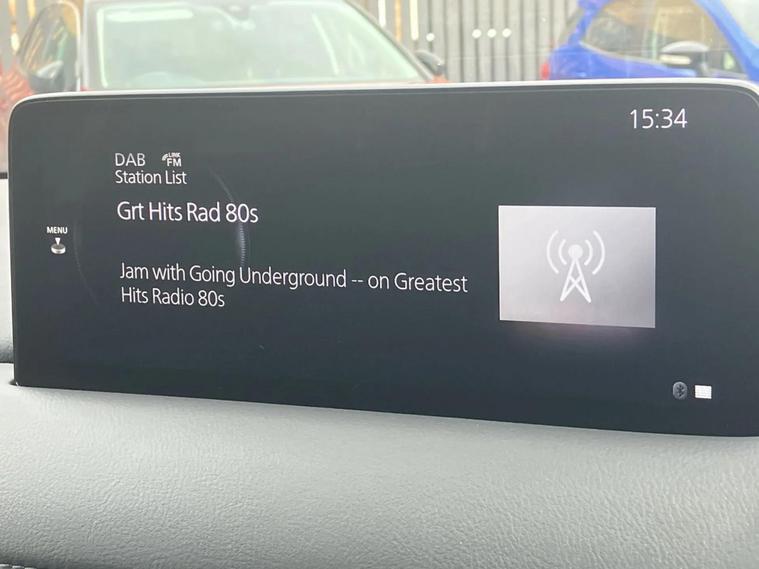 15:34
DAB LINK FM
Station List
Grt Hits Rad 80s
MENU
Jam with Going Underground -- on Greatest
Hits Radio 80s